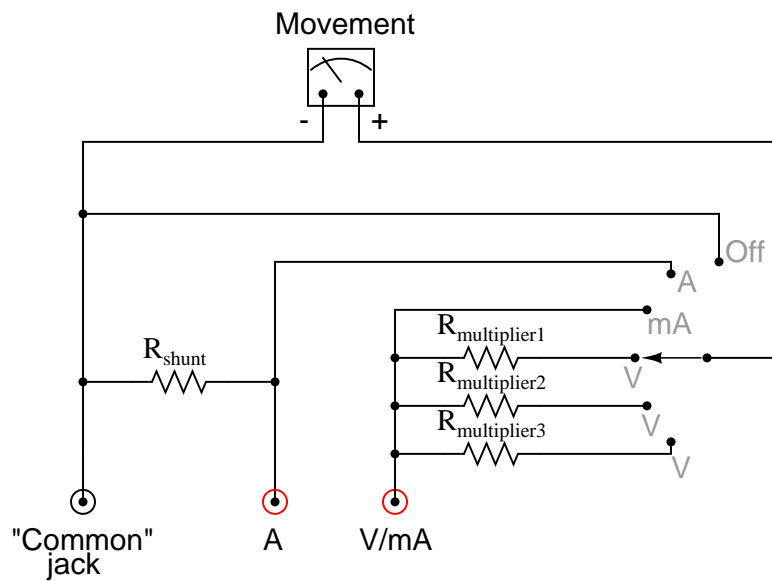 Movement
- +
Off
A
mA
Rmultiplier1
Rshunt
V
Rmultiplier2
V
Rmultiplier3
V
"Common"
jack
A
V/mA